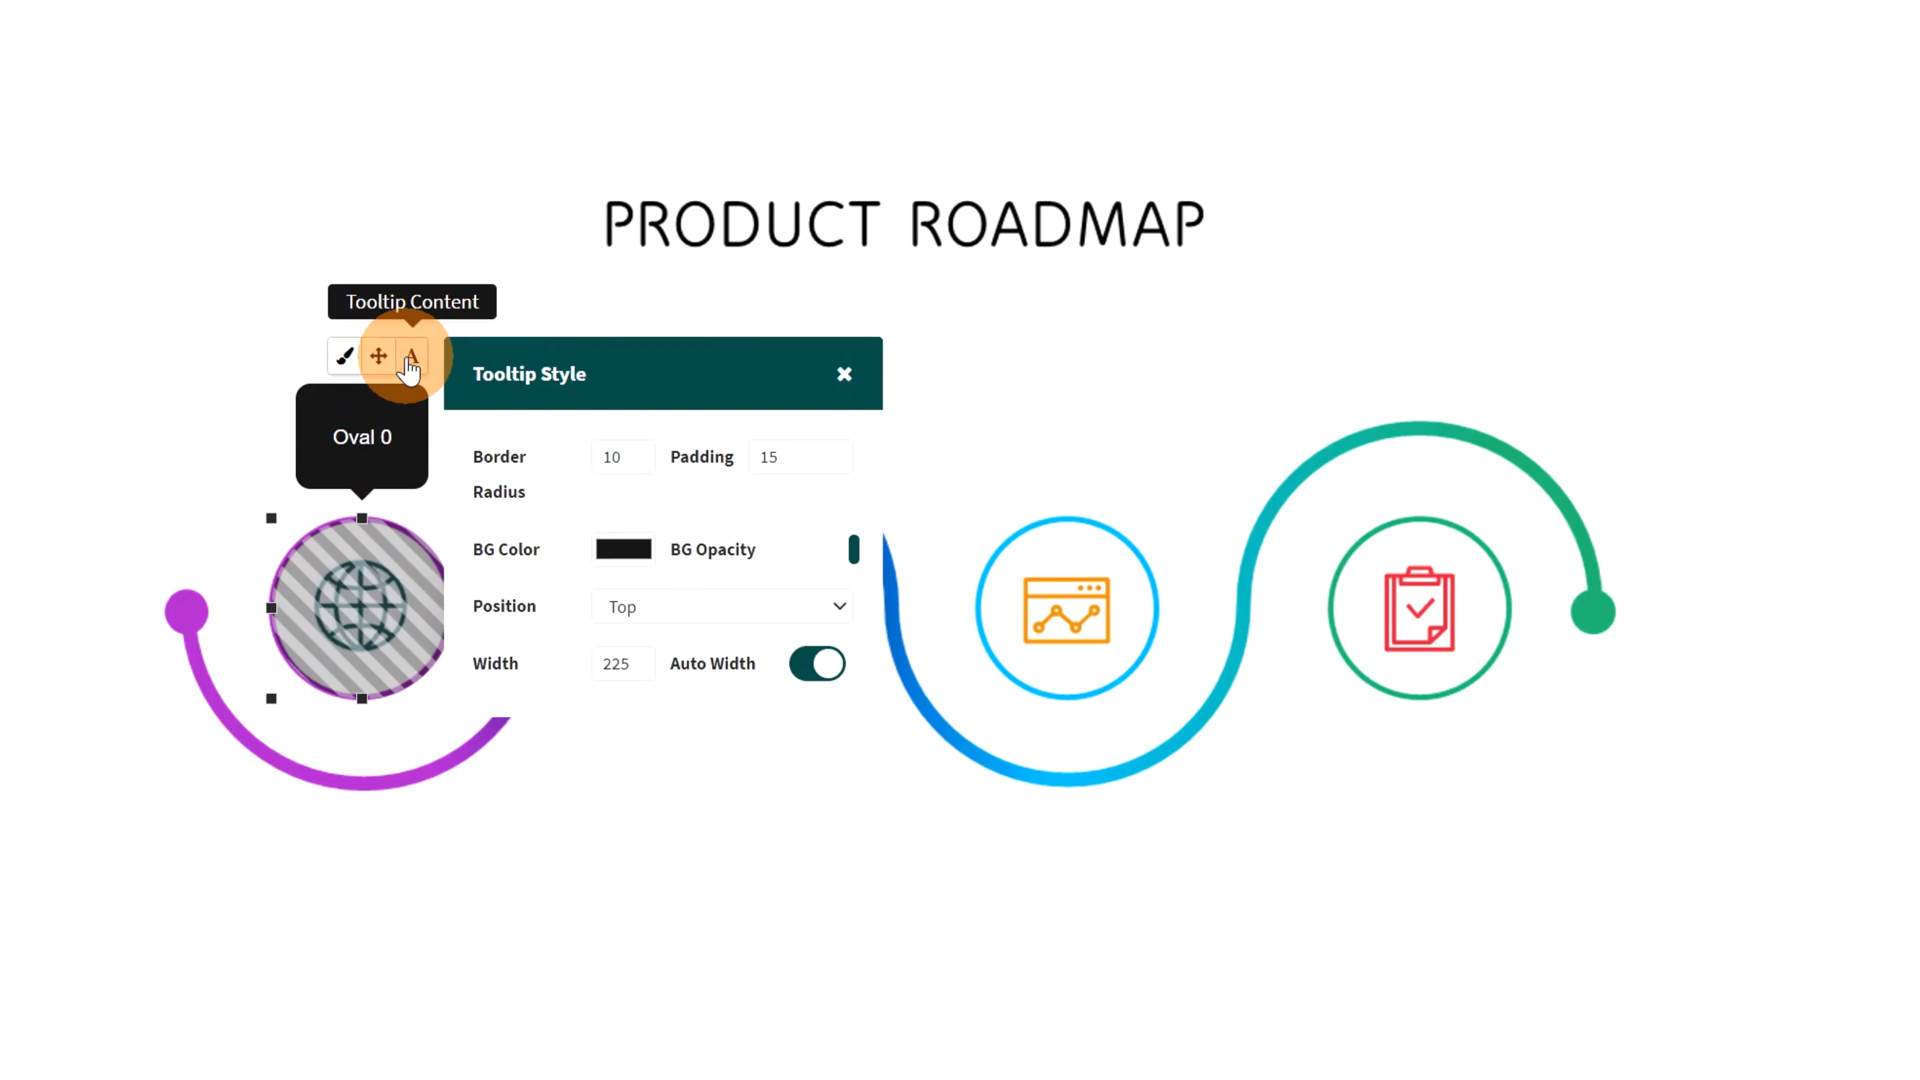 PRODUCT ROADMAP
Tooltip Content
A
Tooltip Style
Oval 0
Border Radius
10
Padding
15
BG Color
BG Opacity
Position
Top
Width
225
Auto Width